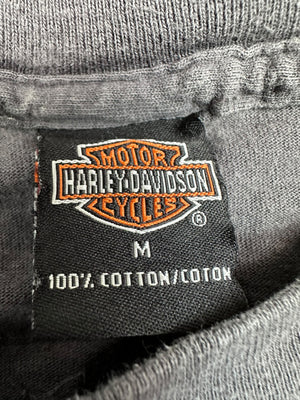 MOTOR
HARLEY-DAVIDSON
CYCLES
®
M
100% COTTON/COTON